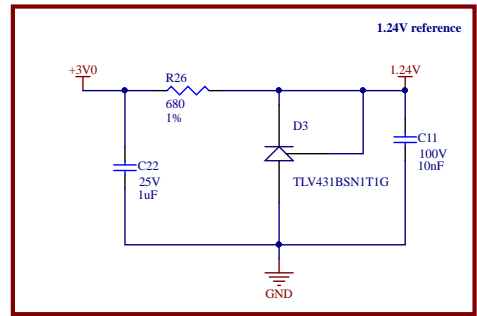 1.24V reference
+3V0
R26
680
1%
1.24V
D3
TLV431BSN1T1G
C11
100V
10nF
C22
25V
1uF
GND